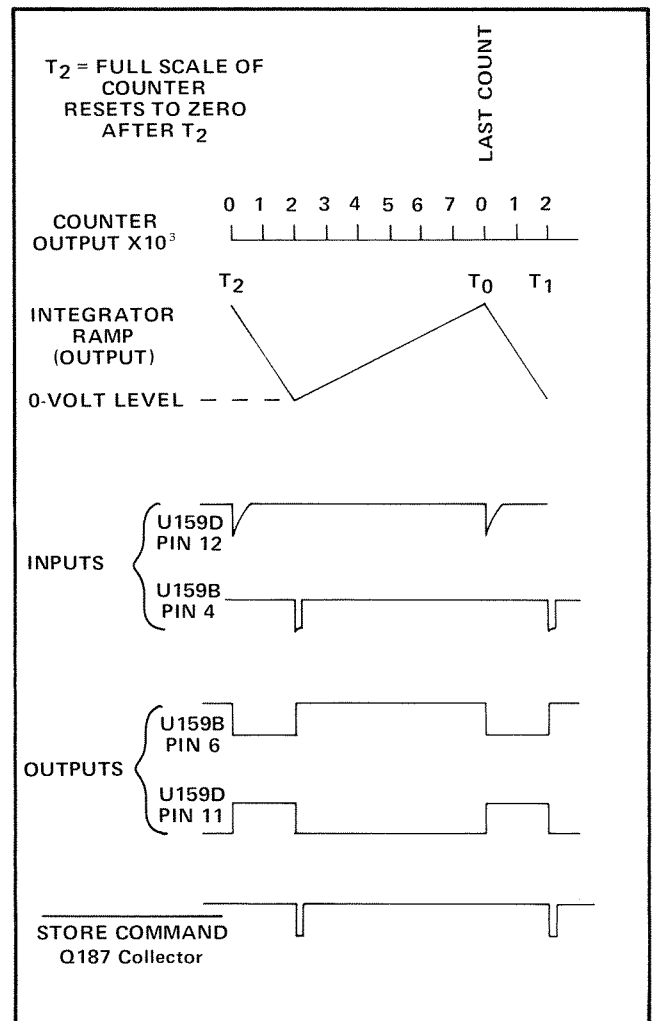 T2 = FULL SCALE OF
COUNTER
RESETS TO ZERO
AFTER T2
LAST COUNT
COUNTER
OUTPUT X10³
0 1 2 3 4 5 6 7 0 1 2
T2 T0 T1
INTEGRATOR
RAMP
(OUTPUT)
0-VOLT LEVEL
INPUTS
U159D
PIN 12
U159B
PIN 4
OUTPUTS
U159B
PIN 6
U159D
PIN 11
STORE COMMAND
Q187 Collector